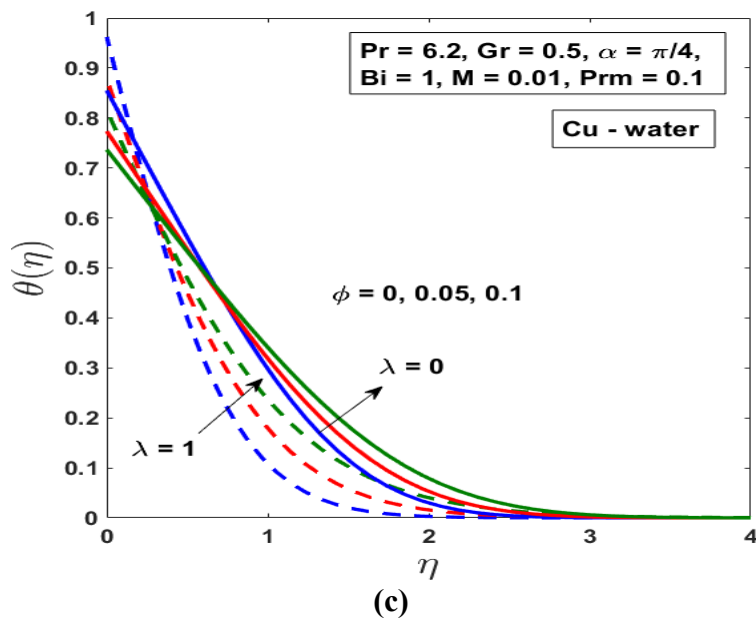 Pr = 6.2, Gr = 0.5, α = π/4,
Bi = 1, M = 0.01, Prm = 0.1
Cu - water
ϕ = 0, 0.05, 0.1
λ = 0
λ = 1
θ(η)
1
0.9
0.8
0.7
0.6
0.5
0.4
0.3
0.2
0.1
0
0 1 2 3 4
η
(c)